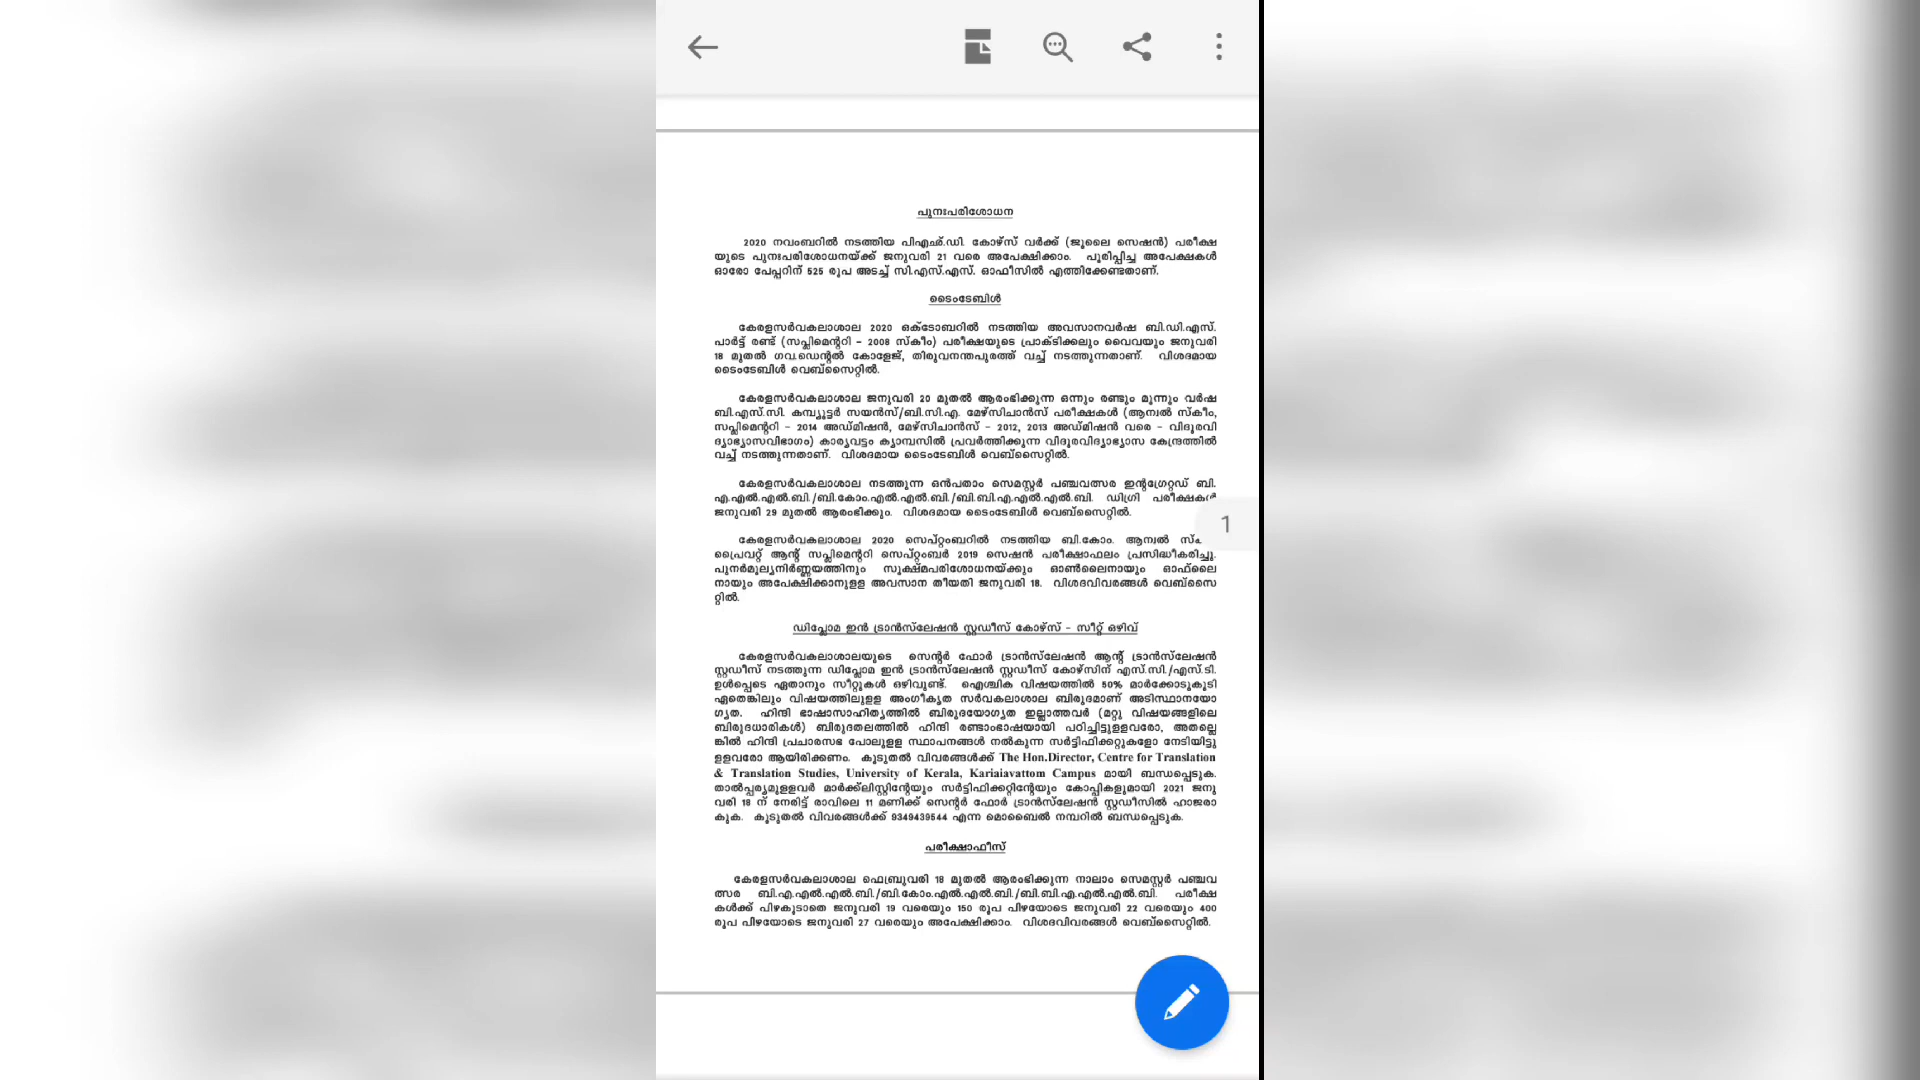 പുനഃപരിശോധന
2020 നവംബറിൽ നടത്തിയ പിഎഛ്.ഡി. കോഴ്സ് വർക്ക് (ജൂലൈ സെഷൻ) പരീക്ഷ
യുടെ പുനഃപരിശോധനയ്ക്ക് ജനുവരി 21 വരെ അപേക്ഷിക്കാം. പൂരിപ്പിച്ച അപേക്ഷകൾ
ഓരോ പേപ്പറിന് 525 രൂപ അടച്ച് സി.എസ്.എസ്. ഓഫീസിൽ എത്തിക്കേണ്ടതാണ്.
ടൈംടേബിൾ
കേരളസർവകലാശാല 2020 ഒക്ടോബറിൽ നടത്തിയ അവസാനവർഷ ബി.ഡി.എസ്.
പാർട്ട് രണ്ട് (സപ്ലിമെന്ററി – 2008 സ്കീം) പരീക്ഷയുടെ പ്രാക്ടിക്കലും വൈവയും ജനുവരി
18 മുതൽ ഗവ.ഡെന്റൽ കോളേജ്, തിരുവനന്തപുരത്ത് വച്ച് നടത്തുന്നതാണ്. വിശദമായ
ടൈംടേബിൾ വെബ്സൈറ്റിൽ.
കേരളസർവകലാശാല ജനുവരി 20 മുതൽ ആരംഭിക്കുന്ന ഒന്നും രണ്ടും മൂന്നും വർഷ
ബി.എസ്.സി. കമ്പ്യൂട്ടർ സയൻസ്/ബി.സി.എ. മേഴ്സിചാൻസ് പരീക്ഷകൾ (ആന്വൽ സ്കീം,
സപ്ലിമെന്ററി – 2014 അഡ്മിഷൻ, മേഴ്സിചാൻസ് – 2012, 2013 അഡ്മിഷൻ വരെ – വിദൂരവി
ദ്യാഭ്യാസവിഭാഗം) കാര്യവട്ടം ക്യാമ്പസിൽ പ്രവർത്തിക്കുന്ന വിദൂരവിദ്യാഭ്യാസ കേന്ദ്രത്തിൽ
വച്ച് നടത്തുന്നതാണ്. വിശദമായ ടൈംടേബിൾ വെബ്സൈറ്റിൽ.
കേരളസർവകലാശാല നടത്തുന്ന ഒൻപതാം സെമസ്റ്റർ പഞ്ചവത്സര ഇന്റഗ്രേറ്റഡ് ബി.
എ.എൽ.എൽ.ബി./ബി.കോം.എൽ.എൽ.ബി./ബി.ബി.എ.എൽ.എൽ.ബി. ഡിഗ്രി പരീക്ഷകൾ
ജനുവരി 29 മുതൽ ആരംഭിക്കും. വിശദമായ ടൈംടേബിൾ വെബ്സൈറ്റിൽ.
1
കേരളസർവകലാശാല 2020 സെപ്റ്റംബറിൽ നടത്തിയ ബി.കോം. ആന്വൽ
പ്രൈവറ്റ് ആന്റ് സപ്ലിമെന്ററി സെപ്റ്റംബർ 2019 സെഷൻ പരീക്ഷാഫലം പ്രസിദ്ധീകരിച്ചു.
പുനർമൂല്യനിർണ്ണയത്തിനും സൂക്ഷ്മപരിശോധനയ്ക്കും ഓൺലൈനായും ഓഫ്‌ലൈ
നായും അപേക്ഷിക്കാനുളള അവസാന തീയതി ജനുവരി 18. വിശദവിവരങ്ങൾ വെബ്സൈ
റ്റിൽ.
ഡിപ്ലോമ ഇൻ ട്രാൻസ്‌ലേഷൻ സ്റ്റഡീസ് കോഴ്സ് – സീറ്റ് ഒഴിവ്
കേരളസർവകലാശാലയുടെ സെന്റർ ഫോർ ട്രാൻസ്‌ലേഷൻ ആന്റ് ട്രാൻസ്‌ലേഷൻ
സ്റ്റഡീസ് നടത്തുന്ന ഡിപ്ലോമ ഇൻ ട്രാൻസ്‌ലേഷൻ സ്റ്റഡീസ് കോഴ്സിന് എസ്.സി./എസ്.ടി.
ഉൾപ്പെടെ ഏതാനും സീറ്റുകൾ ഒഴിവുണ്ട്. ഐശ്ചിക വിഷയത്തിൽ 50% മാർക്കോടുകൂടി
ഏതെങ്കിലും വിഷയത്തിലുളള അംഗീകൃത സർവകലാശാല ബിരുദമാണ് അടിസ്ഥാനയോ
ഗ്യത. ഹിന്ദി ഭാഷാസാഹിത്യത്തിൽ ബിരുദയോഗ്യത ഇല്ലാത്തവർ (മറ്റു വിഷയങ്ങളിലെ
ബിരുദധാരികൾ) ബിരുദതലത്തിൽ ഹിന്ദി രണ്ടാംഭാഷയായി പഠിച്ചിട്ടുളളവരോ, അതല്ലെ
ങ്കിൽ ഹിന്ദി പ്രചാരസഭ പോലുളള സ്ഥാപനങ്ങൾ നൽകുന്ന സർട്ടിഫിക്കറ്റുകളോ നേടിയിട്ടു
ളളവരോ ആയിരിക്കണം. കൂടുതൽ വിവരങ്ങൾക്ക് The Hon.Director, Centre for Translation
& Translation Studies, University of Kerala, Kariaiavattom Campus മായി ബന്ധപ്പെടുക.
താൽപ്പര്യമുളളവർ മാർക്ക്‌ലിസ്റ്റിന്റേയും സർട്ടിഫിക്കറ്റിന്റേയും കോപ്പികളുമായി 2021 ജനു
വരി 18 ന് നേരിട്ട് രാവിലെ 11 മണിക്ക് സെന്റർ ഫോർ ട്രാൻസ്‌ലേഷൻ സ്റ്റഡീസിൽ ഹാജരാ
കുക. കൂടുതൽ വിവരങ്ങൾക്ക് 9349439544 എന്ന മൊബൈൽ നമ്പറിൽ ബന്ധപ്പെടുക.
പരീക്ഷാഫീസ്
കേരളസർവകലാശാല ഫെബ്രുവരി 18 മുതൽ ആരംഭിക്കുന്ന നാലാം സെമസ്റ്റർ പഞ്ചവ
ത്സര ബി.എ.എൽ.എൽ.ബി./ബി.കോം.എൽ.എൽ.ബി./ബി.ബി.എ.എൽ.എൽ.ബി. പരീക്ഷ
കൾക്ക് പിഴകൂടാതെ ജനുവരി 19 വരെയും 150 രൂപ പിഴയോടെ ജനുവരി 22 വരെയും 400
രൂപ പിഴയോടെ ജനുവരി 27 വരെയും അപേക്ഷിക്കാം. വിശദവിവരങ്ങൾ വെബ്സൈറ്റിൽ.